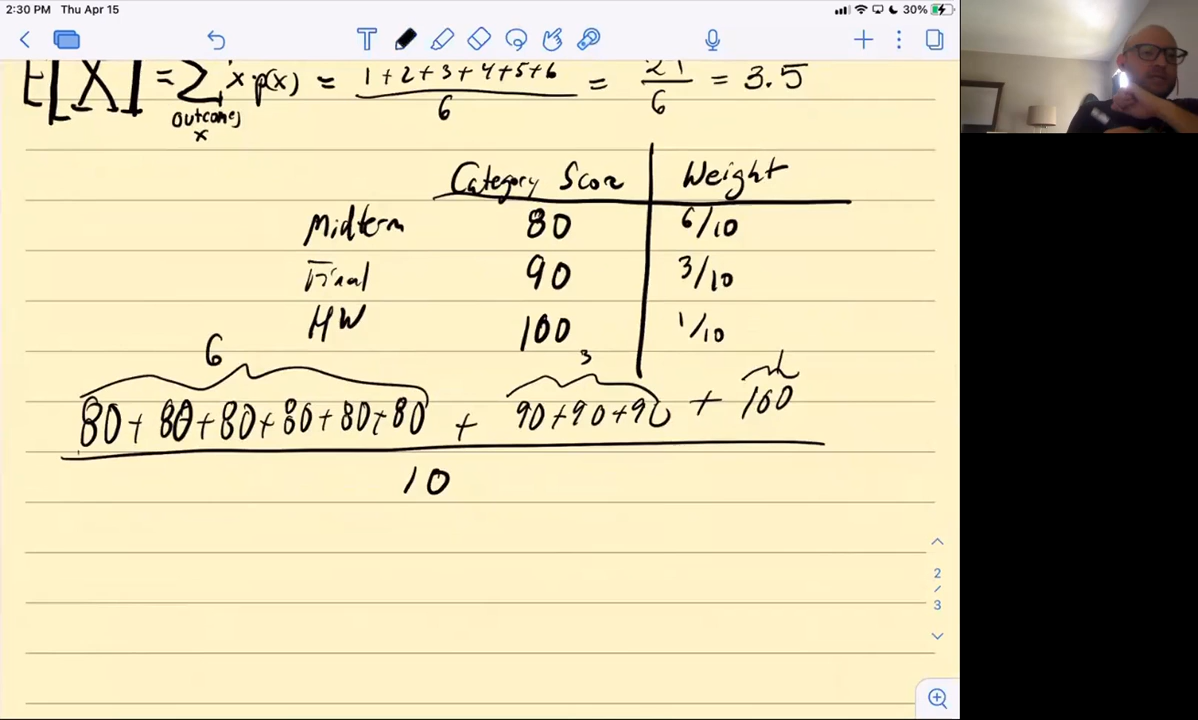 2:30 PM Thu Apr 15 30%
E[X] = Σ x p(x) = 1+2+3+4+5+6 / 6 = 21 / 6 = 3.5
outcomes
x
Category Score Weight
Midterm 80 6/10
Final 90 3/10
HW 100 1/10
6 3
80+80+80+80+80+80 + 90+90+90 + 100
10
2
/
3